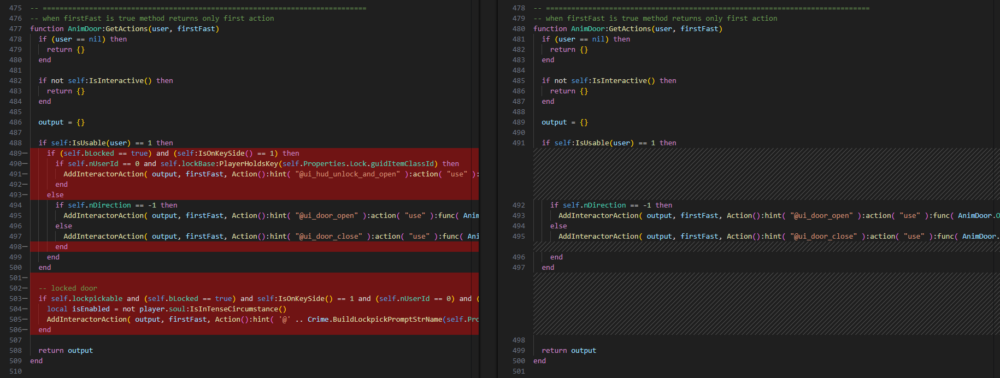 475 -- =============================================================================
476 -- when firstFast is true method returns only first action
477 function AnimDoor:GetActions(user, firstFast)
478 if (user == nil) then
479 return {}
480 end
481
482 if not self:IsInteractive() then
483 return {}
484 end
485
486 output = {}
487
488 if self:IsUsable(user) == 1 then
489— if (self.bLocked == true) and (self:IsOnKeySide() == 1) then
490— if self.nUserId == 0 and self.lockBase:PlayerHoldsKey(self.Properties.Lock.guidItemClassId) then
491— AddInteractorAction( output, firstFast, Action():hint( "@ui_hud_unlock_and_open" ):action( "use" ):
492— end
493— else
494 if self.nDirection == -1 then
495 AddInteractorAction( output, firstFast, Action():hint( "@ui_door_open" ):action( "use" ):func( Anim
496 else
497 AddInteractorAction( output, firstFast, Action():hint( "@ui_door_close" ):action( "use" ):func( Ani
498— end
499 end
500 end
501—
502— -- locked door
503— if self.lockpickable and (self.bLocked == true) and self:IsOnKeySide() == 1 and (self.nUserId == 0) and (
504— local isEnabled = not player.soul:IsInTenseCircumstance()
505— AddInteractorAction( output, firstFast, Action():hint( '@' .. Crime.BuildLockpickPromptStrName(self.Pro
506— end
507
508 return output
509 end
510
478 -- =============================================================================
479 -- when firstFast is true method returns only first action
480 function AnimDoor:GetActions(user, firstFast)
481 if (user == nil) then
482 return {}
483 end
484
485 if not self:IsInteractive() then
486 return {}
487 end
488
489 output = {}
490
491 if self:IsUsable(user) == 1 then
492 if self.nDirection == -1 then
493 AddInteractorAction( output, firstFast, Action():hint( "@ui_door_open" ):action( "use" ):func( AnimDoor.O
494 else
495 AddInteractorAction( output, firstFast, Action():hint( "@ui_door_close" ):action( "use" ):func( AnimDoor.
496 end
497 end
498
499 return output
500 end
501